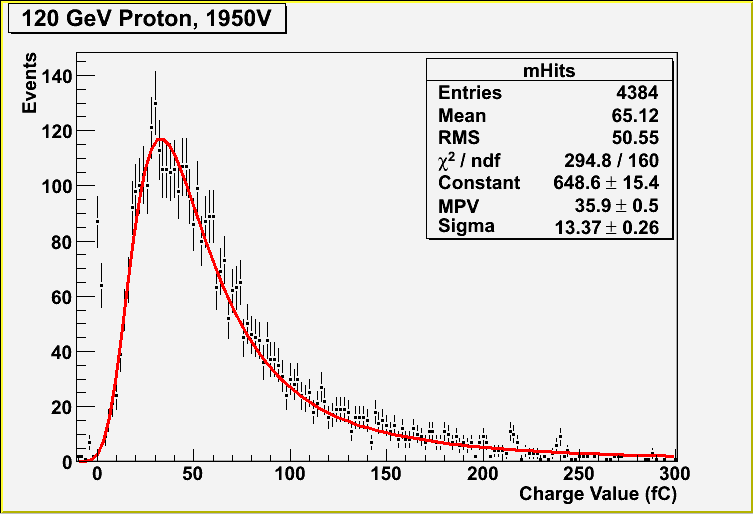 120 GeV Proton, 1950V
Events
mHits
Entries 4384
Mean 65.12
RMS 50.55
χ² / ndf 294.8 / 160
Constant 648.6 ± 15.4
MPV 35.9 ± 0.5
Sigma 13.37 ± 0.26
140
120
100
80
60
40
20
0
0 50 100 150 200 250 300
Charge Value (fC)